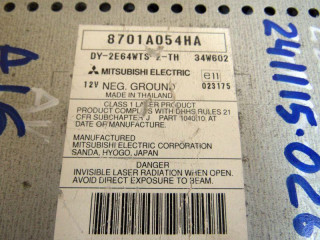 8701A054HA
DY-2E64WTS-2-TH 34W602
MITSUBISHI ELECTRIC
e11
12V NEG. GROUND 023175
MADE IN THAILAND
CLASS 1 LASER PRODUCT
PRODUCT COMPLIES WITH DHHS RULES 21
CFR SUBCHAPTER J PART 1040.10 AT
DATE OF MANUFACTURE.
MANUFACTURED
MITSUBISHI ELECTRIC CORPORATION
SANDA, HYOGO, JAPAN
DANGER
INVISIBLE LASER RADIATION WHEN OPEN.
AVOID DIRECT EXPOSURE TO BEAM.
A16